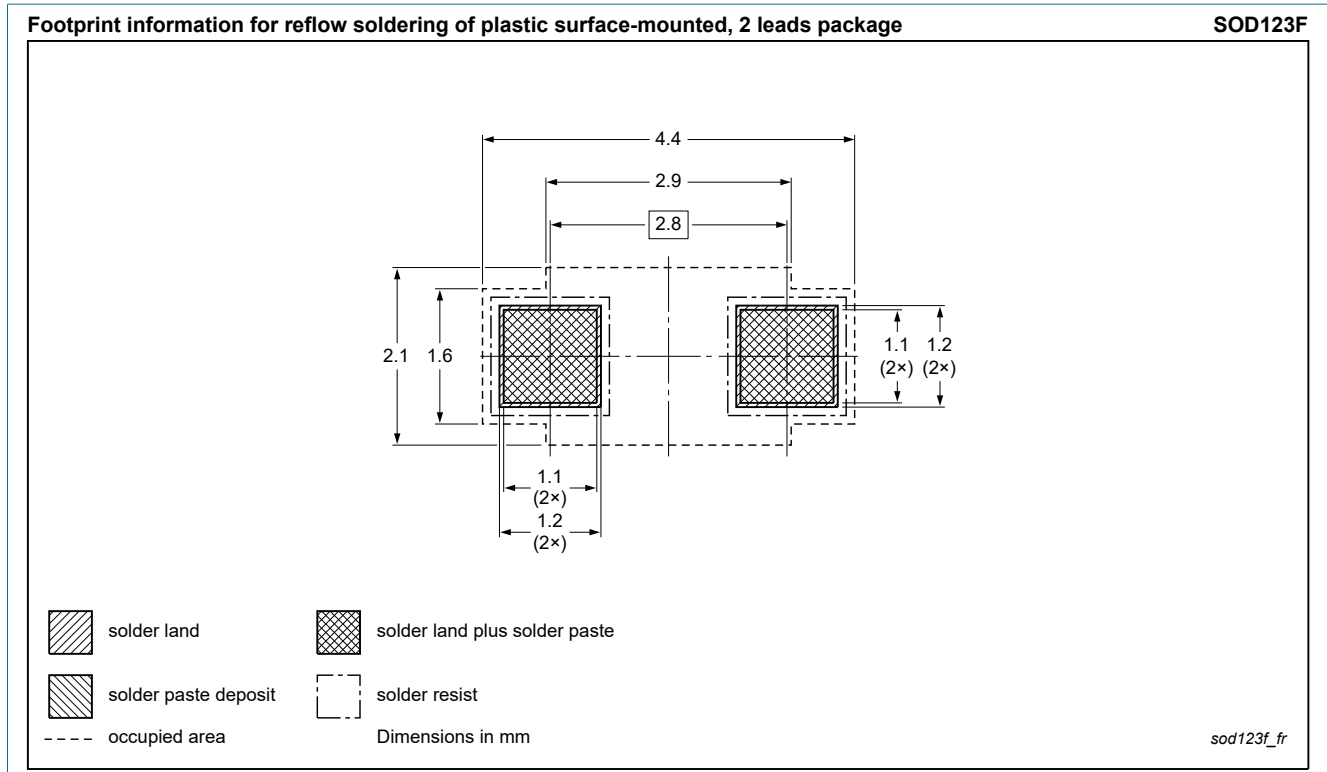 Footprint information for reflow soldering of plastic surface-mounted, 2 leads package SOD123F
4.4
2.9
2.8
2.1 1.6
1.1 1.2
(2×) (2×)
1.1
(2×)
1.2
(2×)
solder land solder land plus solder paste
solder paste deposit solder resist
occupied area Dimensions in mm
sod123f_fr